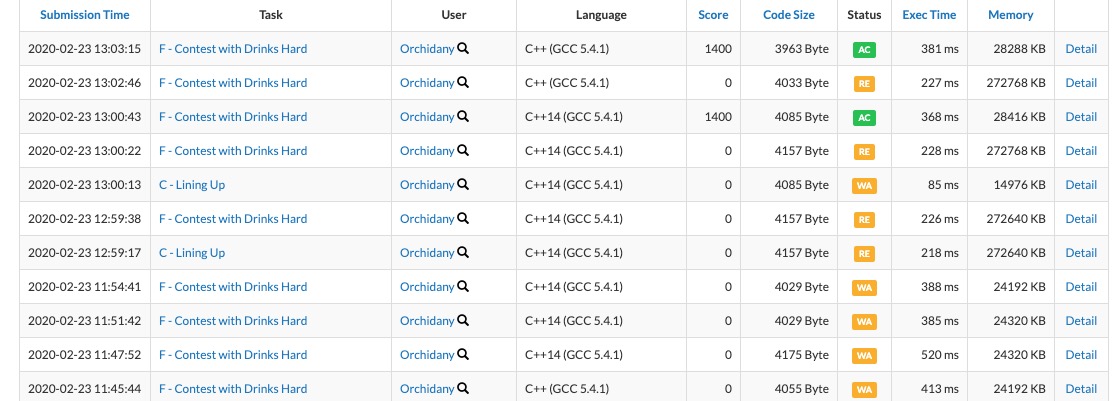 Submission Time Task User Language Score Code Size Status Exec Time Memory
2020-02-23 13:03:15 F - Contest with Drinks Hard Orchidany C++ (GCC 5.4.1) 1400 3963 Byte AC 381 ms 28288 KB Detail
2020-02-23 13:02:46 F - Contest with Drinks Hard Orchidany C++ (GCC 5.4.1) 0 4033 Byte RE 227 ms 272768 KB Detail
2020-02-23 13:00:43 F - Contest with Drinks Hard Orchidany C++14 (GCC 5.4.1) 1400 4085 Byte AC 368 ms 28416 KB Detail
2020-02-23 13:00:22 F - Contest with Drinks Hard Orchidany C++14 (GCC 5.4.1) 0 4157 Byte RE 228 ms 272768 KB Detail
2020-02-23 13:00:13 C - Lining Up Orchidany C++14 (GCC 5.4.1) 0 4085 Byte WA 85 ms 14976 KB Detail
2020-02-23 12:59:38 F - Contest with Drinks Hard Orchidany C++14 (GCC 5.4.1) 0 4157 Byte RE 226 ms 272640 KB Detail
2020-02-23 12:59:17 C - Lining Up Orchidany C++14 (GCC 5.4.1) 0 4157 Byte RE 218 ms 272640 KB Detail
2020-02-23 11:54:41 F - Contest with Drinks Hard Orchidany C++14 (GCC 5.4.1) 0 4029 Byte WA 388 ms 24192 KB Detail
2020-02-23 11:51:42 F - Contest with Drinks Hard Orchidany C++14 (GCC 5.4.1) 0 4029 Byte WA 385 ms 24320 KB Detail
2020-02-23 11:47:52 F - Contest with Drinks Hard Orchidany C++14 (GCC 5.4.1) 0 4175 Byte WA 520 ms 24320 KB Detail
2020-02-23 11:45:44 F - Contest with Drinks Hard Orchidany C++ (GCC 5.4.1) 0 4055 Byte WA 413 ms 24192 KB Detail